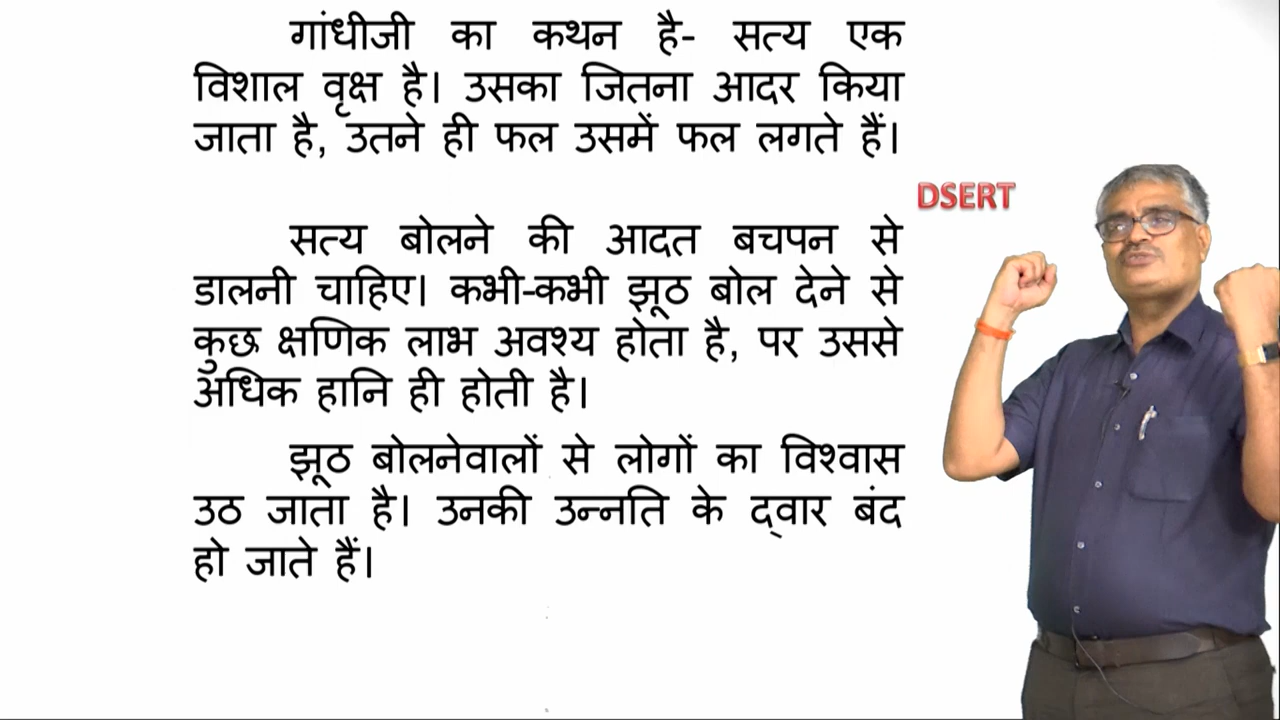 गांधीजी का कथन है- सत्य एक
विशाल वृक्ष है। उसका जितना आदर किया
जाता है, उतने ही फल उसमें फल लगते हैं।
DSERT
सत्य बोलने की आदत बचपन से
डालनी चाहिए। कभी-कभी झूठ बोल देने से
कुछ क्षणिक लाभ अवश्य होता है, पर उससे
अधिक हानि ही होती है।
झूठ बोलनेवालों से लोगों का विश्वास
उठ जाता है। उनकी उन्नति के द्‌वार बंद
हो जाते हैं।